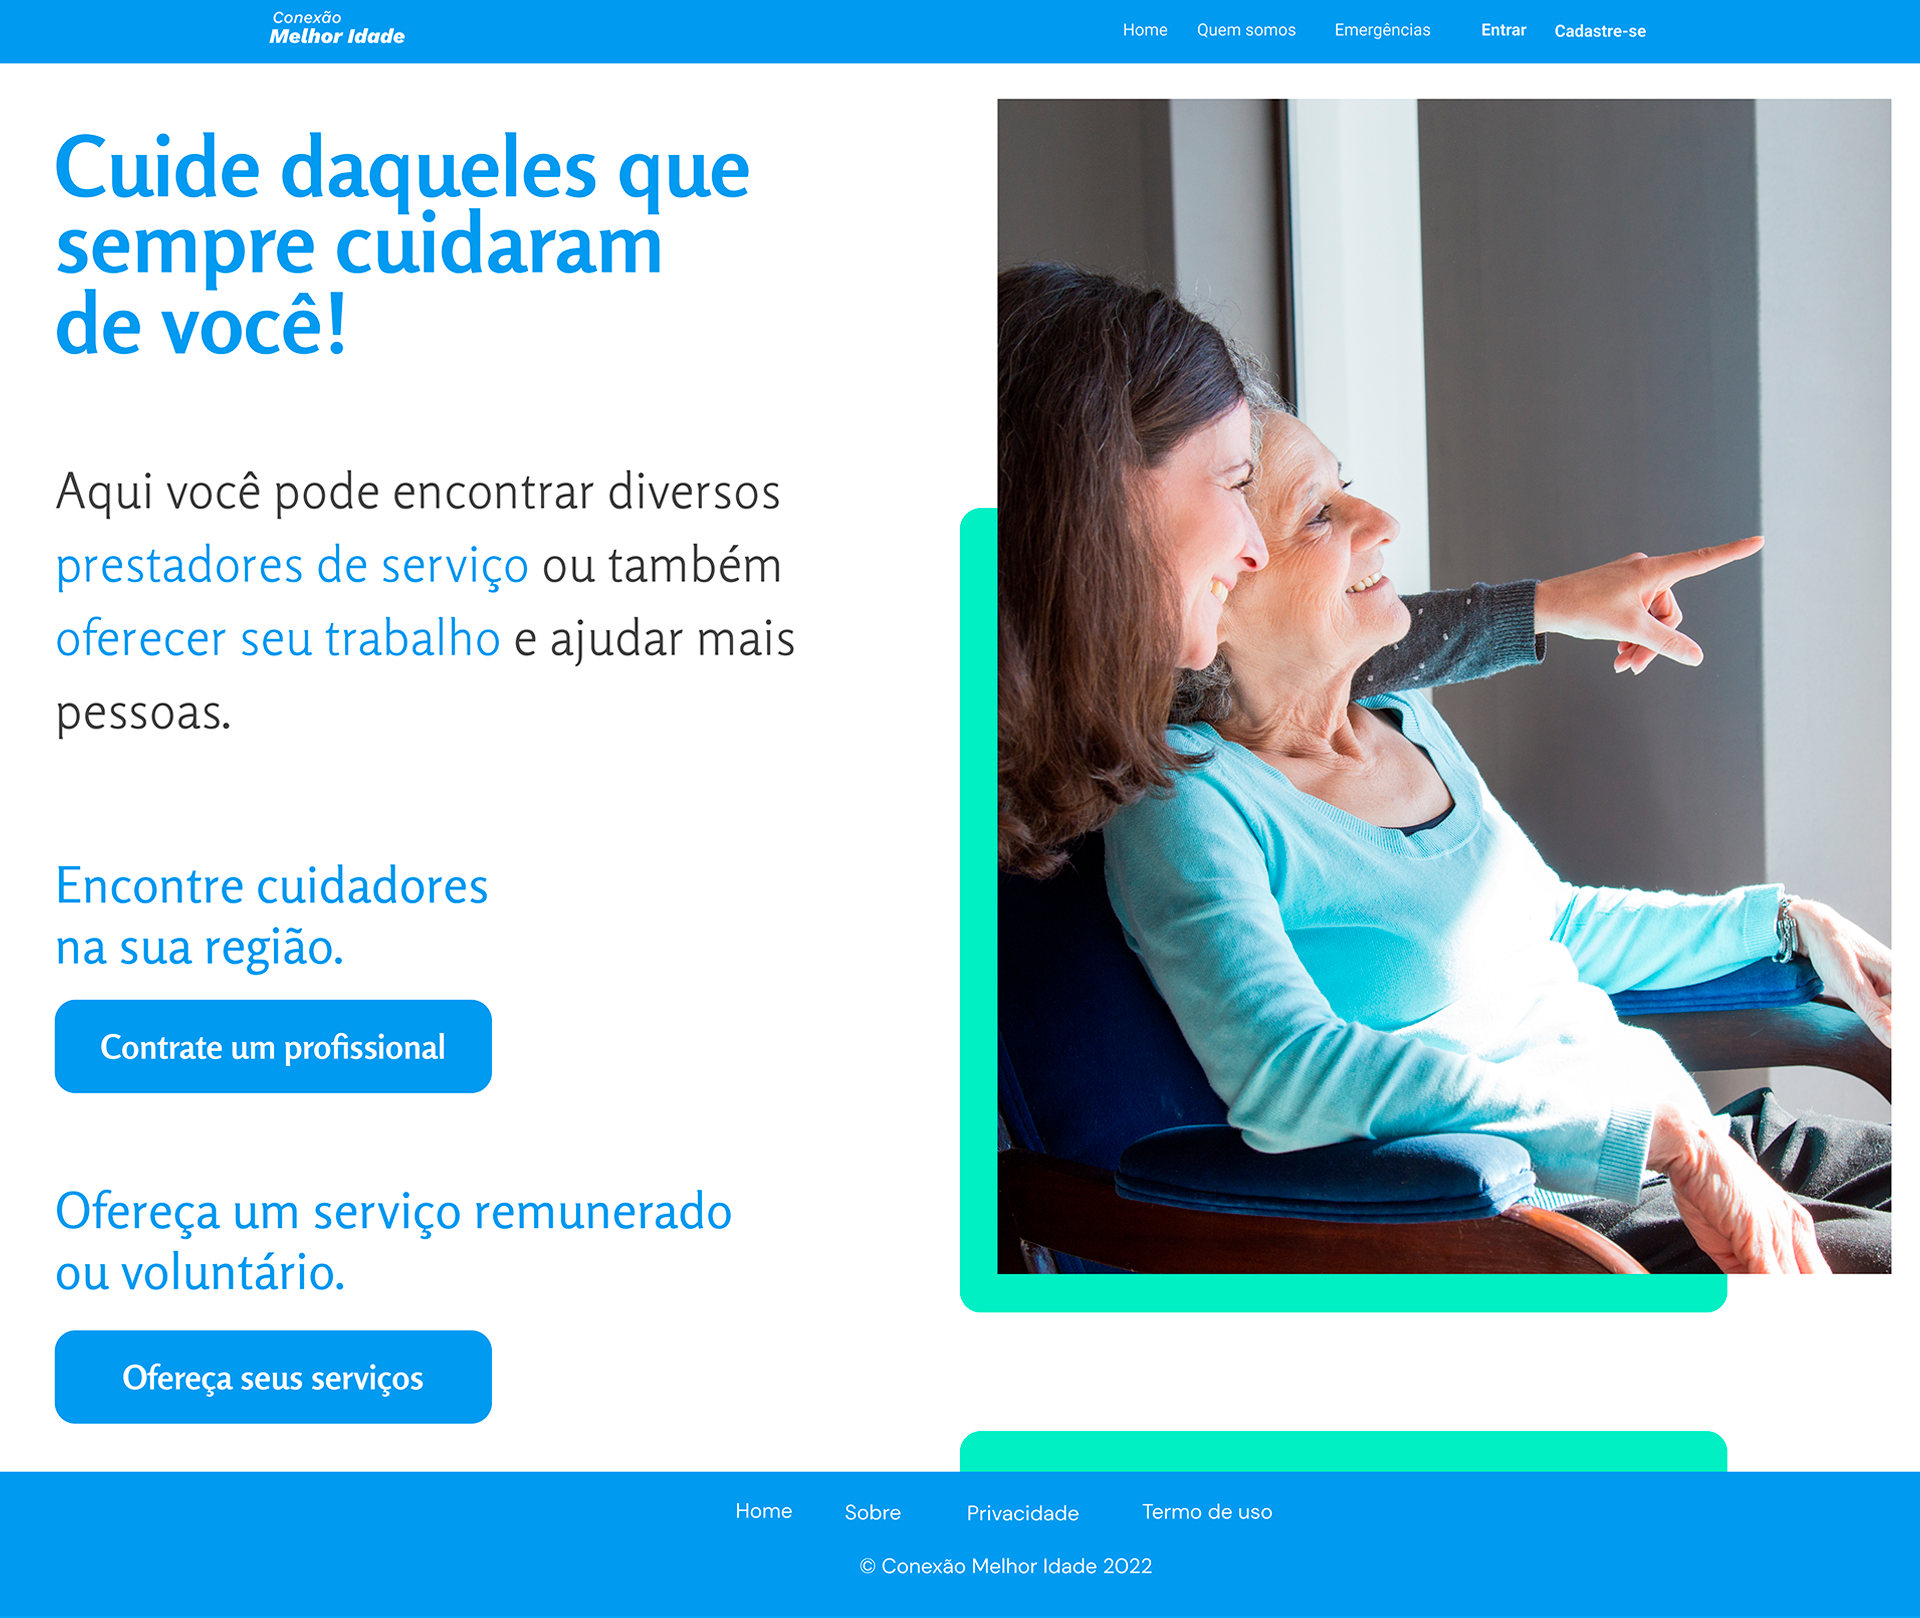 Conexão
Melhor Idade
Home Quem somos Emergências Entrar Cadastre-se
Cuide daqueles que
sempre cuidaram
de você!
Aqui você pode encontrar diversos
prestadores de serviço ou também
oferecer seu trabalho e ajudar mais
pessoas.
Encontre cuidadores
na sua região.
Contrate um profissional
Ofereça um serviço remunerado
ou voluntário.
Ofereça seus serviços
Home Sobre Privacidade Termo de uso
© Conexão Melhor Idade 2022